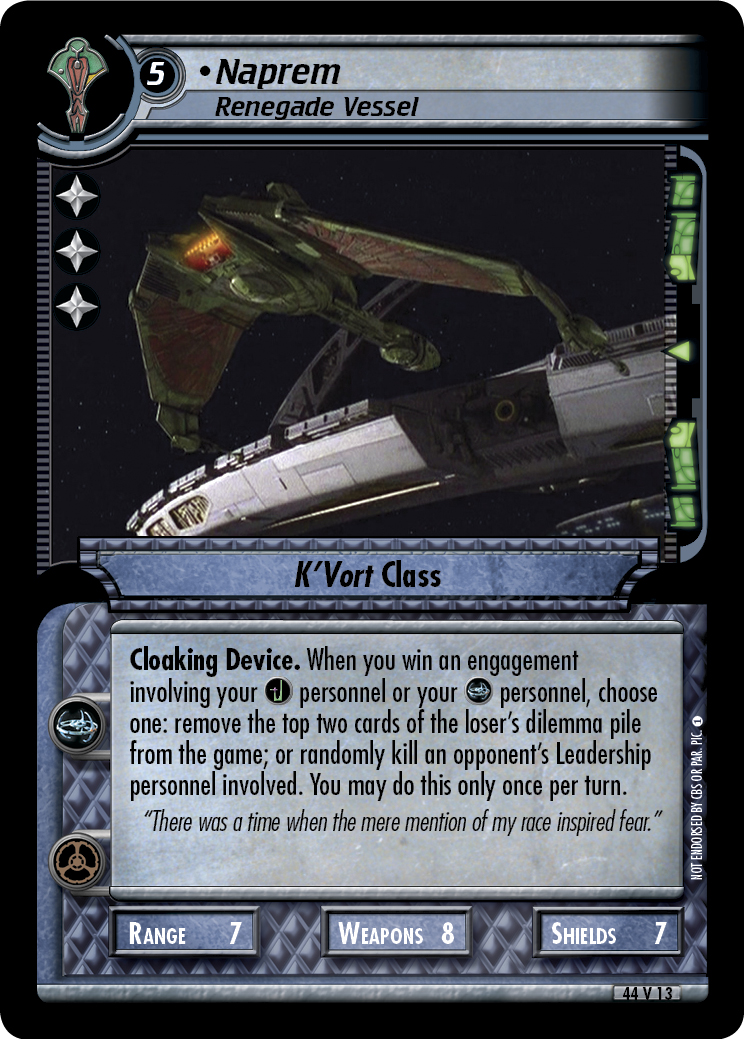 5
•Naprem
Renegade Vessel
K'Vort Class
Cloaking Device. When you win an engagement
involving your personnel or your personnel, choose
one: remove the top two cards of the loser's dilemma pile
from the game; or randomly kill an opponent's Leadership
personnel involved. You may do this only once per turn.
"There was a time when the mere mention of my race inspired fear."
NOT ENDORSED BY CBS OR PAR. PIC.
RANGE 7
WEAPONS 8
SHIELDS 7
44 V 13